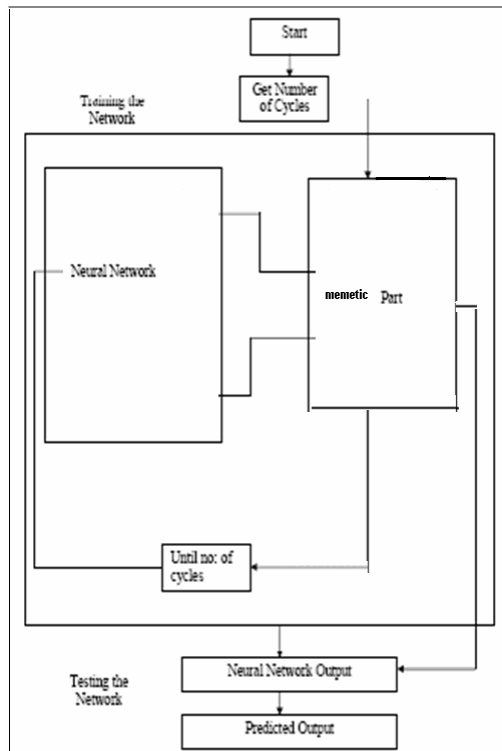 Start
Get Number
of Cycles
Training the
Network
Neural Network
memetic Part
Until no: of
cycles
Neural Network Output
Testing the
Network
Predicted Output